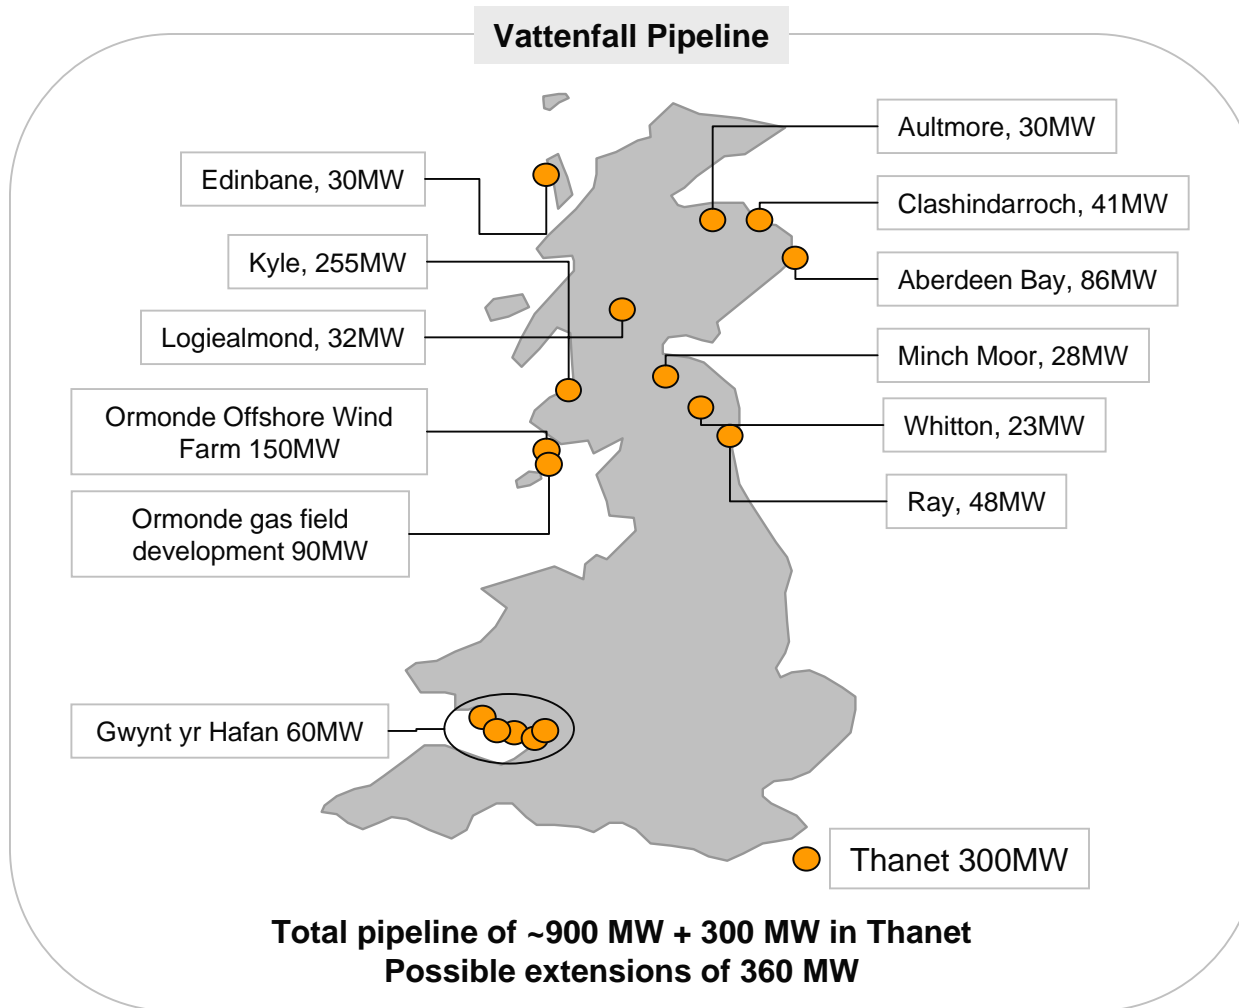 Vattenfall Pipeline
Edinbane, 30MW
Kyle, 255MW
Logiealmond, 32MW
Ormonde Offshore Wind
Farm 150MW
Ormonde gas field
development 90MW
Gwynt yr Hafan 60MW
Aultmore, 30MW
Clashindarroch, 41MW
Aberdeen Bay, 86MW
Minch Moor, 28MW
Whitton, 23MW
Ray, 48MW
Thanet 300MW
Total pipeline of ~900 MW + 300 MW in Thanet
Possible extensions of 360 MW